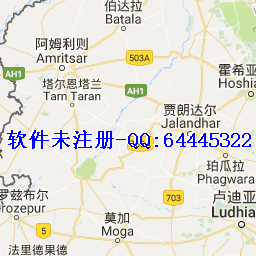 伯达拉
Batala
阿姆利则
Amritsar
503A
AH1
霍希亚
Hoshia
塔尔恩塔兰
Tarn Taran
AH1
贾朗达尔
Jalandhar
软件未注册-QQ:64445322
珀瓜拉
Phagwara
罗兹布尔
erozepur
703
卢迪亚
Ludhia
莫加
Moga
法里德果德